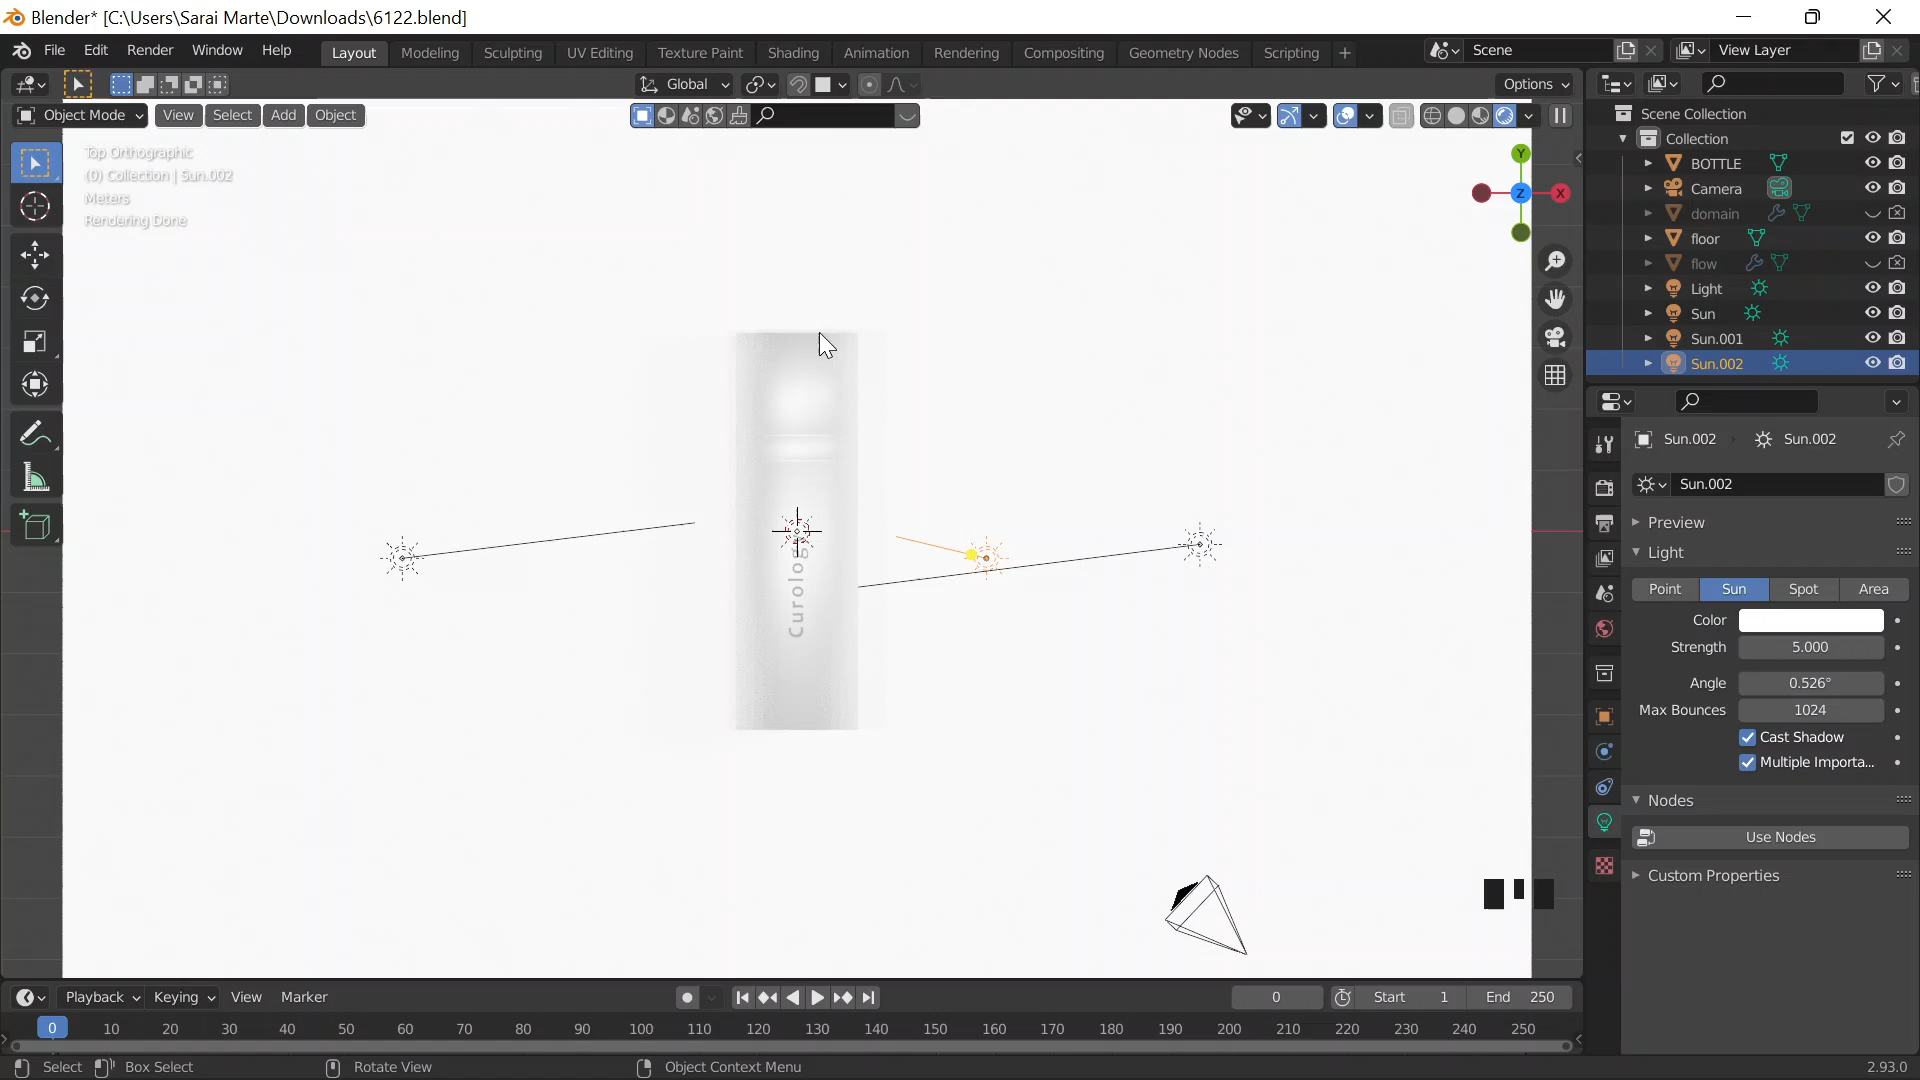 Blender* [C:\Users\Sarai Marte\Downloads\6122.blend]
File Edit Render Window Help Layout Modeling Sculpting UV Editing Texture Paint Shading Animation Rendering Compositing Geometry Nodes Scripting + Scene View Layer
Global Options
Object Mode View Select Add Object
Top Orthographic
(0) Collection | Sun.002
Meters
Rendering Done
Y
X
Z
Curolog
Scene Collection
Collection
BOTTLE
Camera
domain
floor
flow
Light
Sun
Sun.001
Sun.002
Sun.002 Sun.002
Sun.002
Preview
Light
Point Sun Spot Area
Color
Strength 5.000
Angle 0.526°
Max Bounces 1024
Cast Shadow
Multiple Importa...
Nodes
Use Nodes
Custom Properties
Playback Keying View Marker 0 Start 1 End 250
0 10 20 30 40 50 60 70 80 90 100 110 120 130 140 150 160 170 180 190 200 210 220 230 240 250
Select Box Select Rotate View Object Context Menu 2.93.0